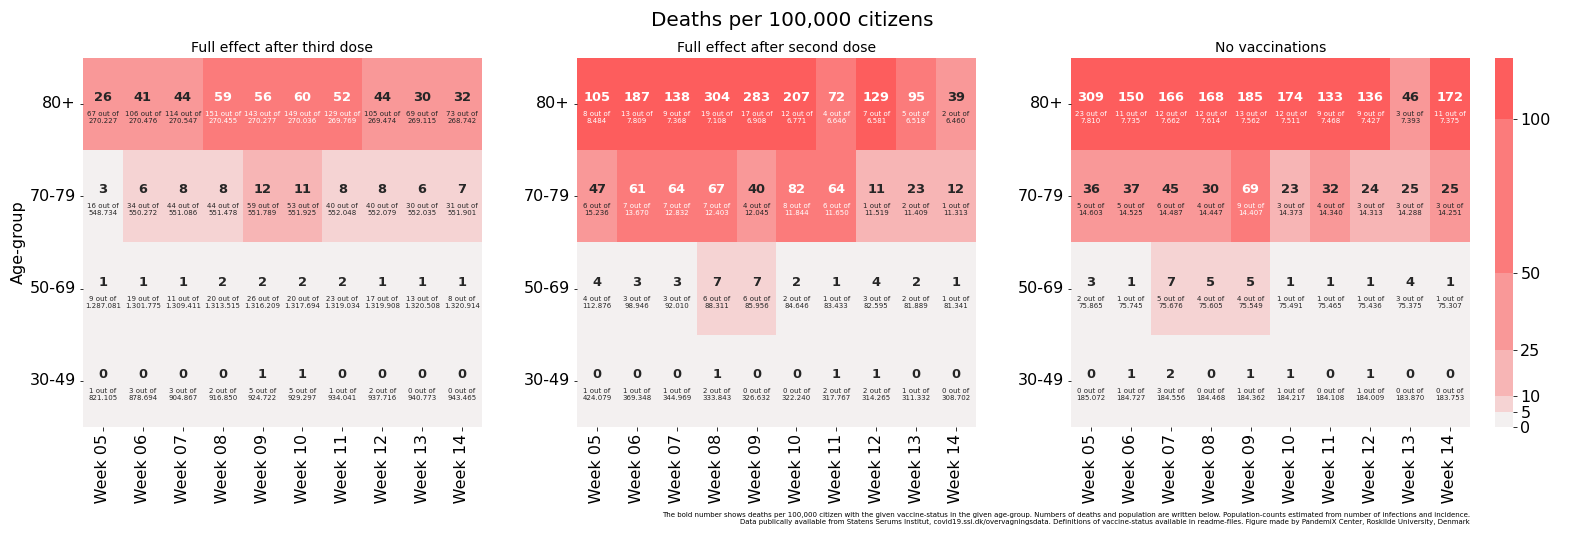 Deaths per 100,000 citizens
Full effect after third dose
Full effect after second dose
No vaccinations
Age-group
80+
26 41 44 59 56 60 52 44 30 32
67 out of 106 out of 114 out of 151 out of 143 out of 149 out of 129 out of 105 out of 69 out of 73 out of
270.227 270.476 270.547 270.455 270.277 270.036 269.769 269.474 269.115 268.742
70-79
3 6 8 8 12 11 8 8 6 7
16 out of 34 out of 44 out of 44 out of 59 out of 53 out of 40 out of 40 out of 30 out of 31 out of
548.734 550.272 551.086 551.478 551.789 551.925 552.048 552.079 552.035 551.901
50-69
1 1 1 2 2 2 2 1 1 1
9 out of 19 out of 11 out of 20 out of 26 out of 20 out of 23 out of 17 out of 13 out of 8 out of
1.287.081 1.301.775 1.309.411 1.313.515 1.316.209 1.317.694 1.319.034 1.319.908 1.320.508 1.320.914
30-49
0 0 0 0 1 1 0 0 0 0
1 out of 3 out of 3 out of 2 out of 9 out of 5 out of 1 out of 2 out of 0 out of 0 out of
821.105 878.694 904.867 916.850 924.722 929.297 934.041 937.716 940.773 943.465
Week 05 Week 06 Week 07 Week 08 Week 09 Week 10 Week 11 Week 12 Week 13 Week 14
80+
105 187 138 304 283 207 72 129 95 39
8 out of 13 out of 9 out of 19 out of 17 out of 12 out of 4 out of 7 out of 5 out of 2 out of
8.484 7.809 7.368 7.108 6.908 6.771 6.646 6.581 6.518 6.460
70-79
47 61 64 67 40 82 64 11 23 12
6 out of 7 out of 7 out of 7 out of 4 out of 8 out of 6 out of 1 out of 2 out of 1 out of
15.236 13.670 12.832 12.403 12.045 11.844 11.650 11.519 11.409 11.313
50-69
4 3 3 7 7 2 1 4 2 1
4 out of 3 out of 3 out of 6 out of 6 out of 2 out of 1 out of 3 out of 2 out of 1 out of
112.876 98.946 92.010 88.311 85.956 84.646 83.433 82.595 81.889 81.341
30-49
0 0 0 1 0 0 1 1 0 0
1 out of 1 out of 1 out of 2 out of 0 out of 0 out of 2 out of 2 out of 1 out of 0 out of
424.079 369.348 344.969 333.843 326.632 322.240 317.767 314.265 311.332 308.702
Week 05 Week 06 Week 07 Week 08 Week 09 Week 10 Week 11 Week 12 Week 13 Week 14
80+
309 150 166 168 185 174 133 136 46 172
23 out of 11 out of 12 out of 12 out of 13 out of 12 out of 9 out of 9 out of 3 out of 11 out of
7.810 7.735 7.662 7.614 7.562 7.511 7.468 7.427 7.393 7.375
70-79
36 37 45 30 69 23 32 24 25 25
5 out of 5 out of 6 out of 4 out of 9 out of 3 out of 4 out of 3 out of 3 out of 3 out of
14.603 14.525 14.487 14.447 14.407 14.373 14.340 14.313 14.288 14.251
50-69
3 1 7 5 5 1 1 1 4 1
2 out of 1 out of 5 out of 4 out of 4 out of 1 out of 1 out of 1 out of 3 out of 1 out of
75.865 75.745 75.676 75.605 75.549 75.491 75.465 75.436 75.375 75.307
30-49
0 1 2 0 1 1 0 1 0 0
0 out of 1 out of 3 out of 0 out of 1 out of 1 out of 0 out of 1 out of 0 out of 0 out of
185.072 184.727 184.556 184.468 184.362 184.217 184.108 184.009 183.870 183.753
Week 05 Week 06 Week 07 Week 08 Week 09 Week 10 Week 11 Week 12 Week 13 Week 14
100
50
25
10
5
0
The bold number shows deaths per 100,000 citizen with the given vaccine-status in the given age-group. Numbers of deaths and population are written below. Population-counts estimated from number of infections and incidence.
Data publically available from Statens Serums Institut, covid19.ssi.dk/overvagningsdata. Definitions of vaccine-status available in readme-files. Figure made by PandemiX Center, Roskilde University, Denmark